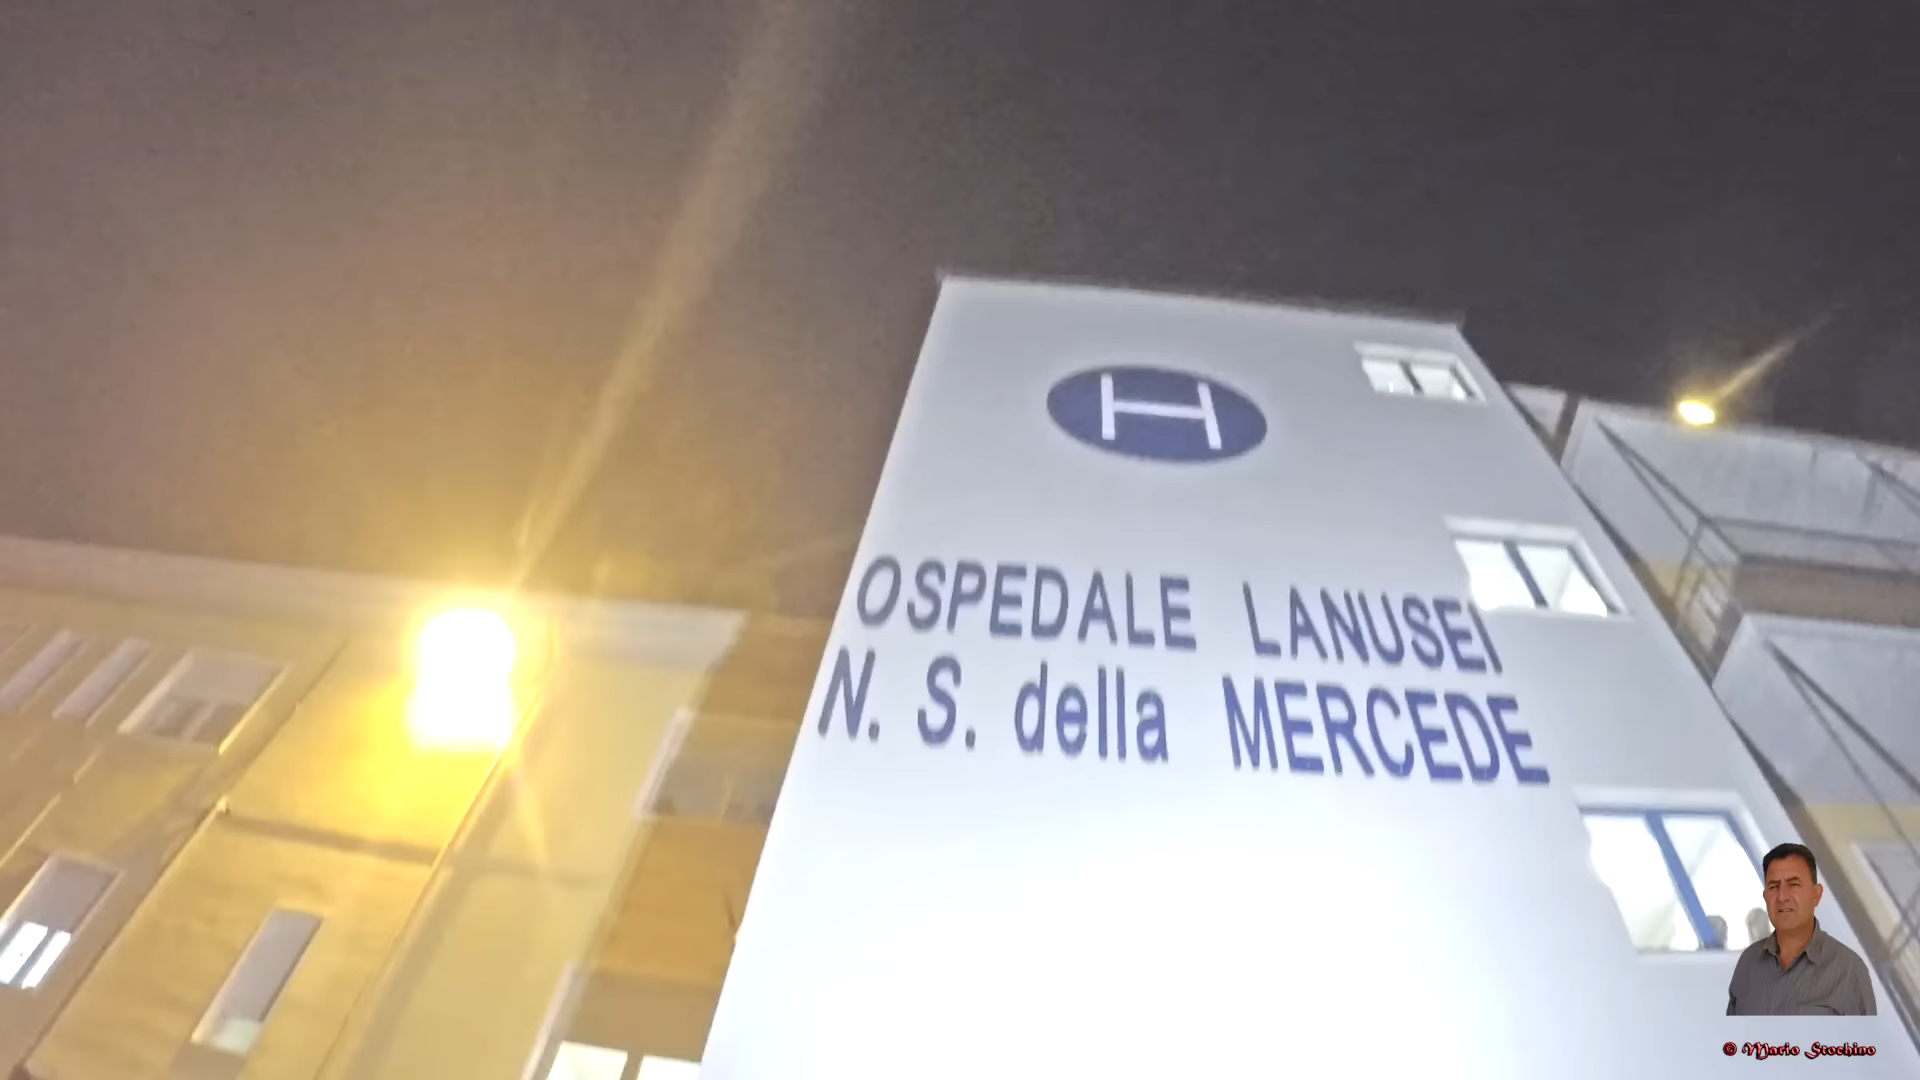 H
OSPEDALE LANUSEI
N. S. della MERCEDE
© Mario Stochino